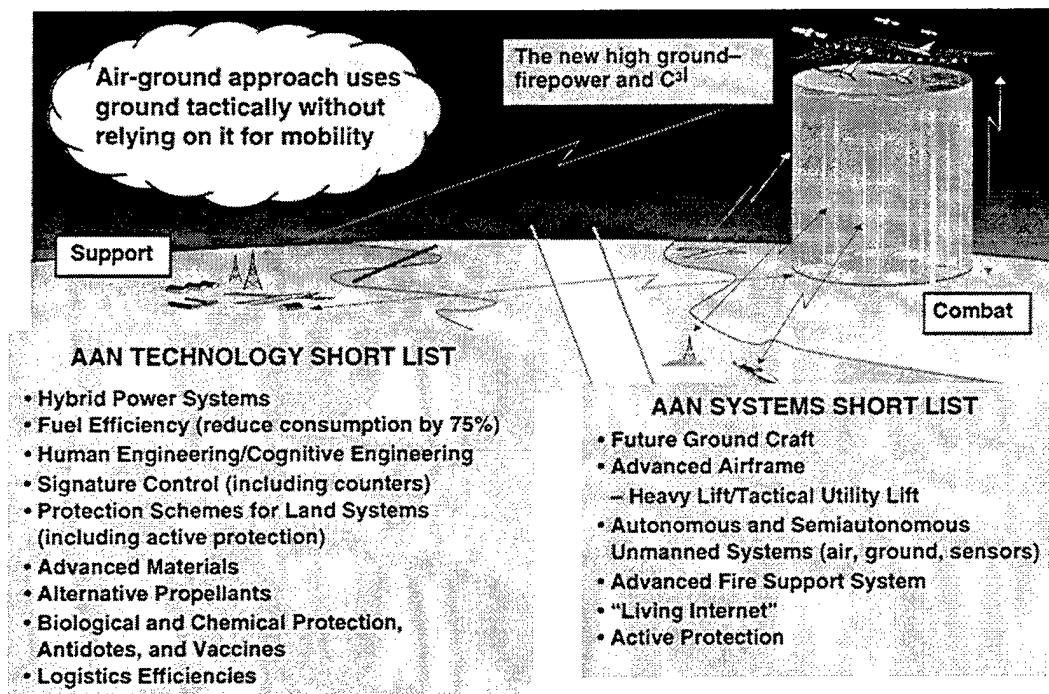 Air-ground approach uses
ground tactically without
relying on it for mobility
The new high ground–
firepower and C³I
Support
Combat
AAN TECHNOLOGY SHORT LIST
• Hybrid Power Systems
• Fuel Efficiency (reduce consumption by 75%)
• Human Engineering/Cognitive Engineering
• Signature Control (including counters)
• Protection Schemes for Land Systems
(including active protection)
• Advanced Materials
• Alternative Propellants
• Biological and Chemical Protection,
Antidotes, and Vaccines
• Logistics Efficiencies
AAN SYSTEMS SHORT LIST
• Future Ground Craft
• Advanced Airframe
– Heavy Lift/Tactical Utility Lift
• Autonomous and Semiautonomous
Unmanned Systems (air, ground, sensors)
• Advanced Fire Support System
• “Living Internet”
• Active Protection